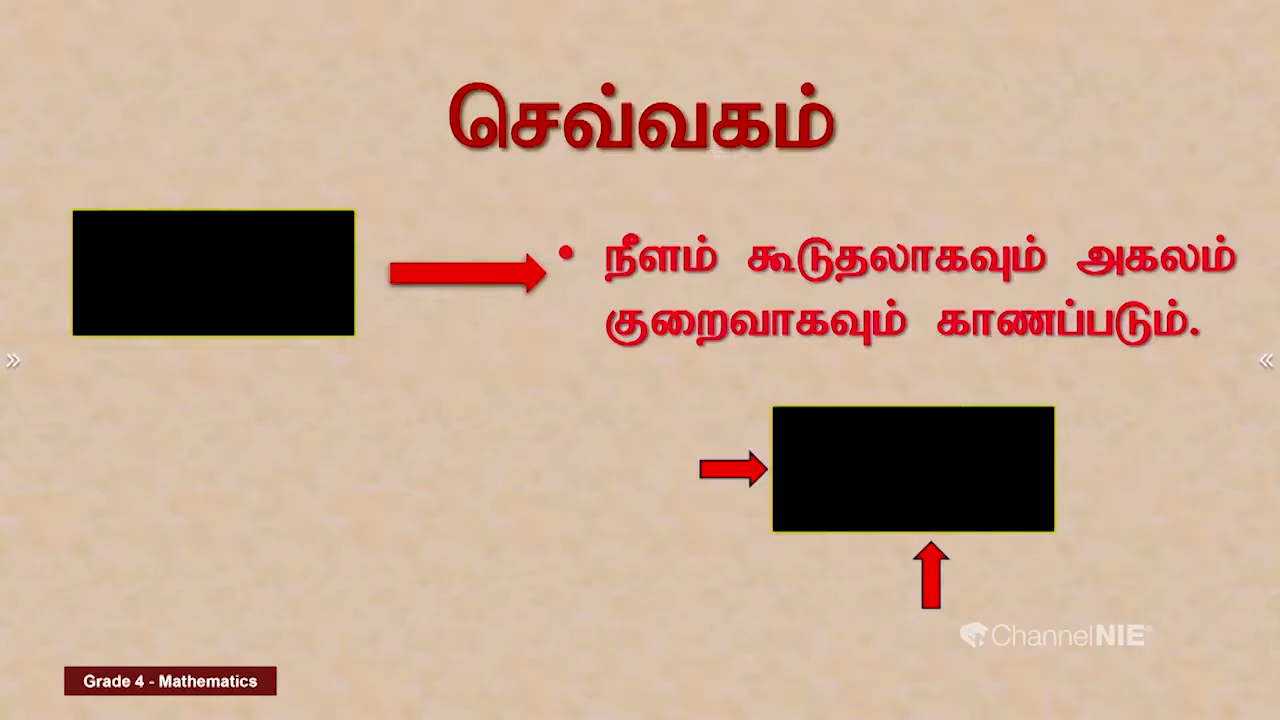 செவ்வகம்
• நீளம் கூடுதலாகவும் அகலம்
குறைவாகவும் காணப்படும்.
ChannelNIE
Grade 4 - Mathematics